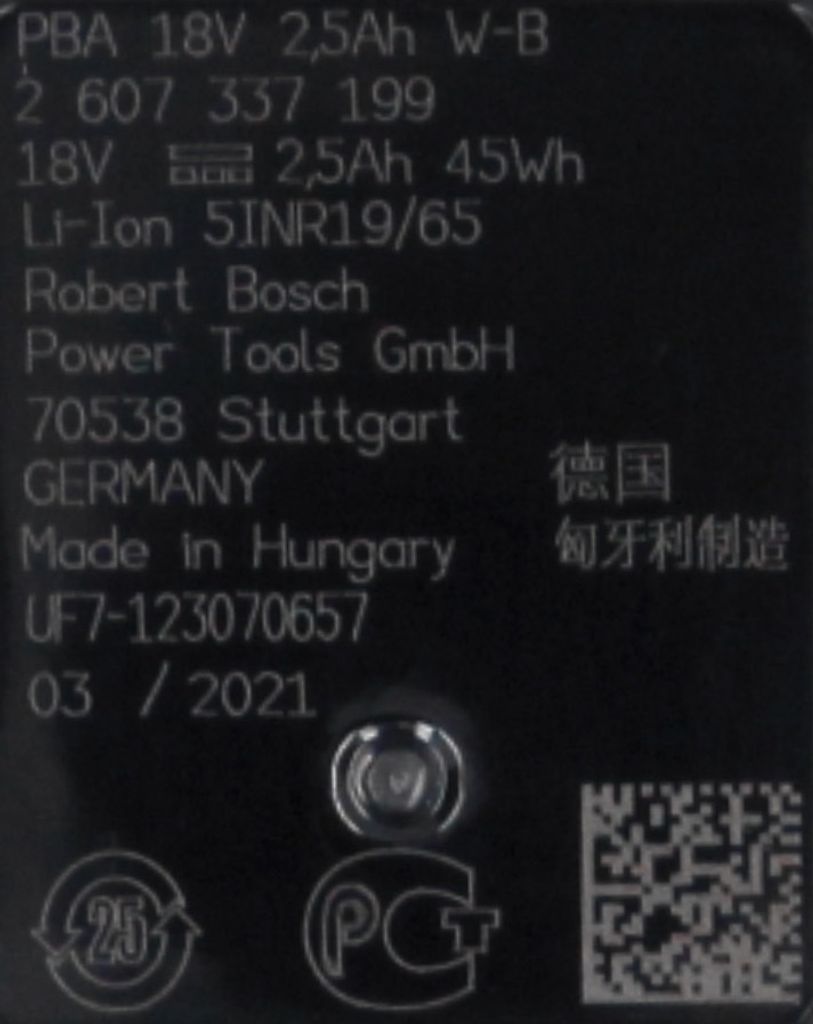 PBA 18V 2,5Ah W-B
2 607 337 199
18V ⎓ 2,5Ah 45Wh
Li-Ion 5INR19/65
Robert Bosch
Power Tools GmbH
70538 Stuttgart
GERMANY 德国
Made in Hungary 匈牙利制造
UF7-123070657
03 / 2021
25
PCT